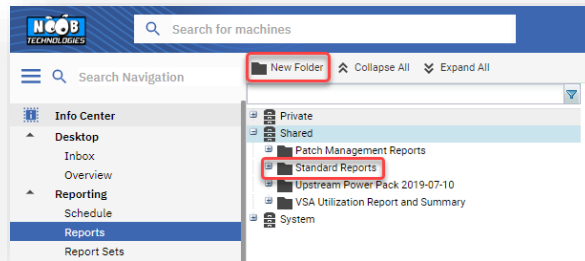 NOOB
TECHNOLOGIES
Search for machines
Search Navigation
New Folder
Collapse All
Expand All
Info Center
Desktop
Inbox
Overview
Reporting
Schedule
Reports
Report Sets
Private
Shared
Patch Management Reports
Standard Reports
Upstream Power Pack 2019-07-10
VSA Utilization Report and Summary
System